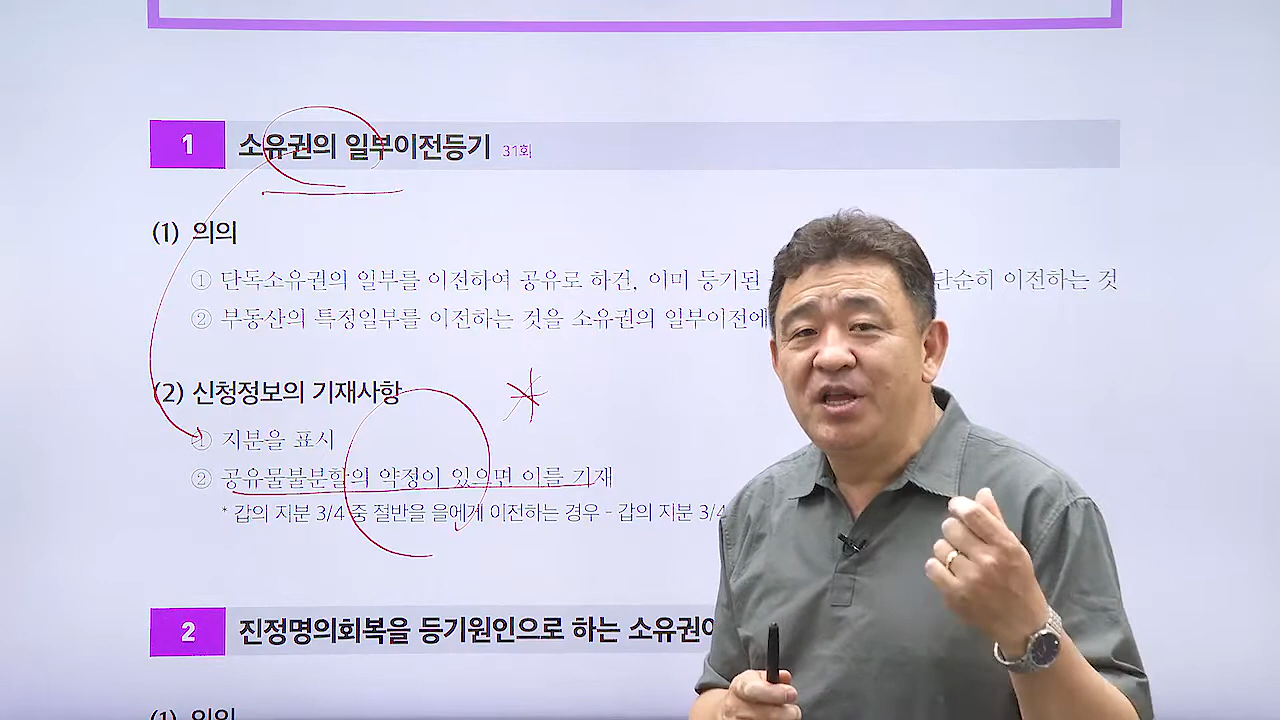 1 소유권의 일부이전등기 31회
(1) 의의
① 단독소유권의 일부를 이전하여 공유로 하건, 이미 등기된 단순히 이전하는 것
② 부동산의 특정일부를 이전하는 것을 소유권의 일부이전에
(2) 신청정보의 기재사항
① 지분을 표시
② 공유물불분할의 약정이 있으면 이를 기재
* 갑의 지분 3/4 중 절반을 을에게 이전하는 경우 - 갑의 지분 3/4
2 진정명의회복을 등기원인으로 하는 소유권이
(1) 의의